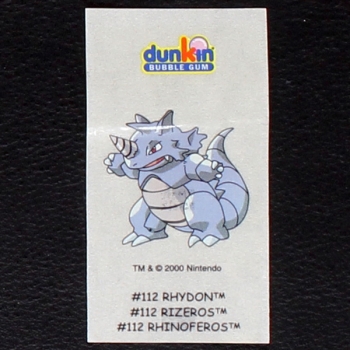 dunkin
BUBBLE GUM
TM & © 2000 Nintendo
#112 RHYDON™
#112 RIZEROS™
#112 RHINOFEROS™